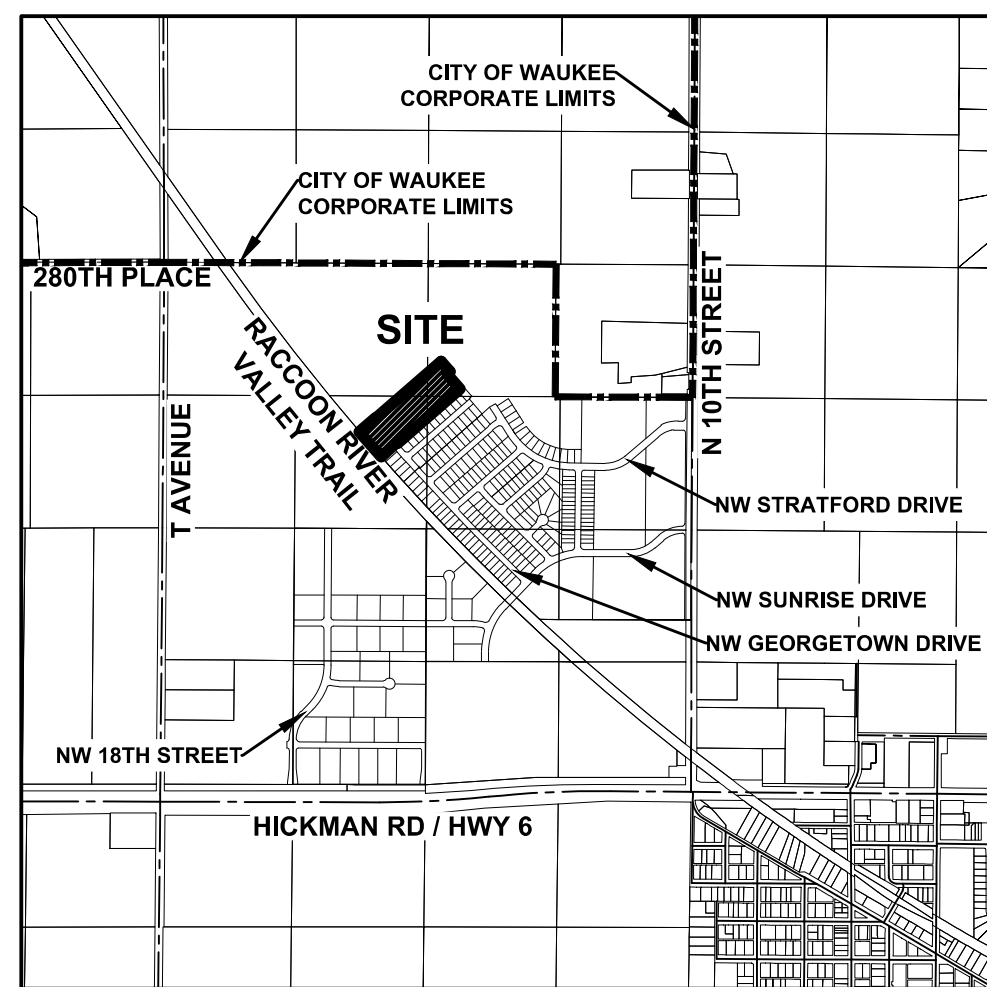 CITY OF WAUKEE
CORPORATE LIMITS
CITY OF WAUKEE
CORPORATE LIMITS
280TH PLACE
SITE
RACCOON RIVER
VALLEY TRAIL
N 10TH STREET
T AVENUE
NW STRATFORD DRIVE
NW SUNRISE DRIVE
NW GEORGETOWN DRIVE
NW 18TH STREET
HICKMAN RD / HWY 6